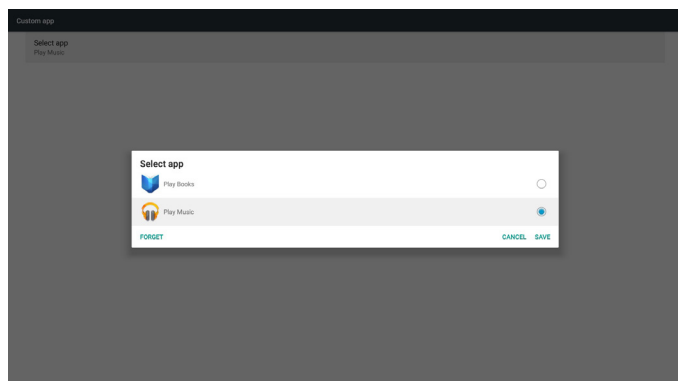 Custom app
Select app
Play Music
Select app
Play Books
Play Music
FORGET
CANCEL SAVE